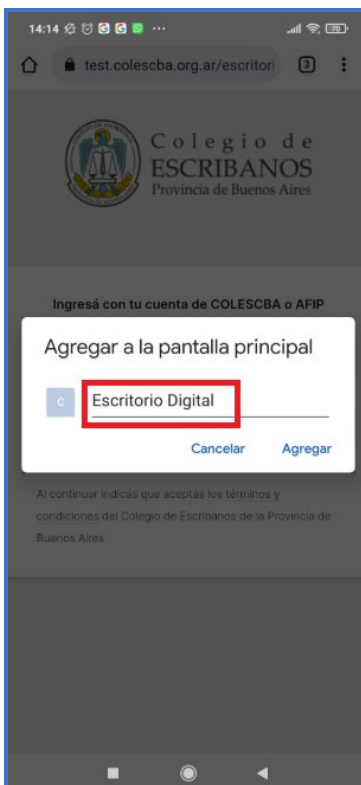 14:14
70
test.colescba.org.ar/escritori
3
Colegio de
ESCRIBANOS
Provincia de Buenos Aires
Ingresá con tu cuenta de COLESCBA o AFIP
Agregar a la pantalla principal
C
Escritorio Digital
Cancelar
Agregar
Al continuar indicás que aceptás los términos y
condiciones del Colegio de Escribanos de la Provincia de
Buenos Aires